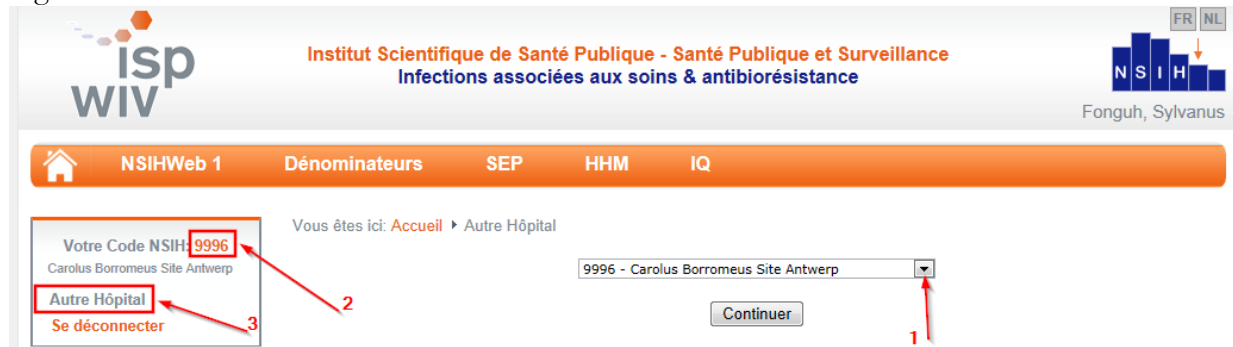 FR NL
isp
WIV
Institut Scientifique de Santé Publique - Santé Publique et Surveillance
Infections associées aux soins & antibiorésistance
NSIH
Fonguh, Sylvanus
NSIHWeb 1 Dénominateurs SEP HHM IQ
Vous êtes ici: Accueil ▸ Autre Hôpital
Votre Code NSIH: 9996
Carolus Borromeus Site Antwerp
9996 - Carolus Borromeus Site Antwerp
Autre Hôpital
2
Continuer
Se déconnecter
3
1